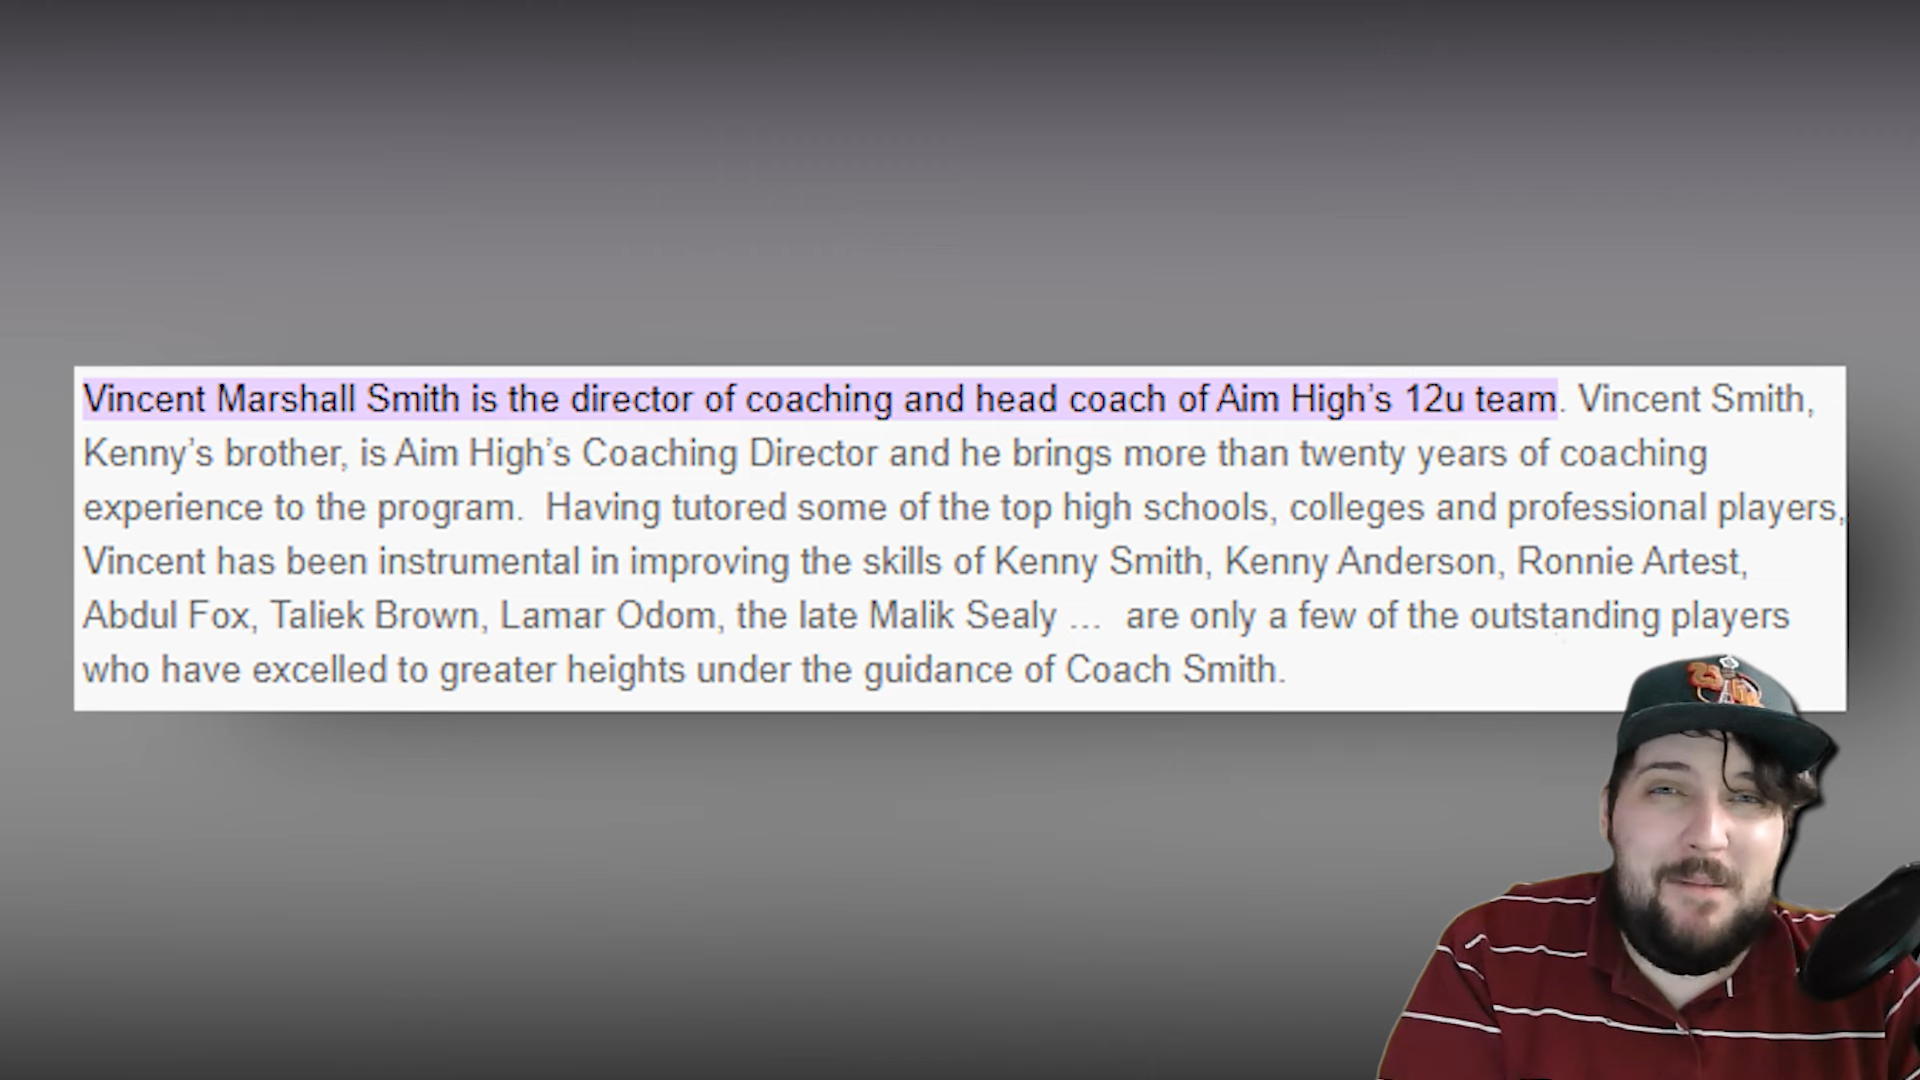 Vincent Marshall Smith is the director of coaching and head coach of Aim High’s 12u team. Vincent Smith,
Kenny’s brother, is Aim High’s Coaching Director and he brings more than twenty years of coaching
experience to the program.  Having tutored some of the top high schools, colleges and professional players,
Vincent has been instrumental in improving the skills of Kenny Smith, Kenny Anderson, Ronnie Artest,
Abdul Fox, Taliek Brown, Lamar Odom, the late Malik Sealy ...  are only a few of the outstanding players
who have excelled to greater heights under the guidance of Coach Smith.